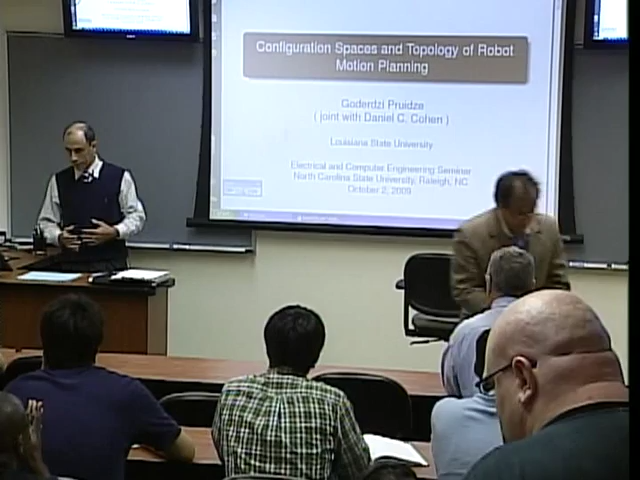 Configuration Spaces and Topology of Robot
Motion Planning
Goderdzi Pruidze
( joint with Daniel C. Cohen )
Louisiana State University
Electrical and Computer Engineering Seminar
North Carolina State University, Raleigh, NC
October 2, 2009